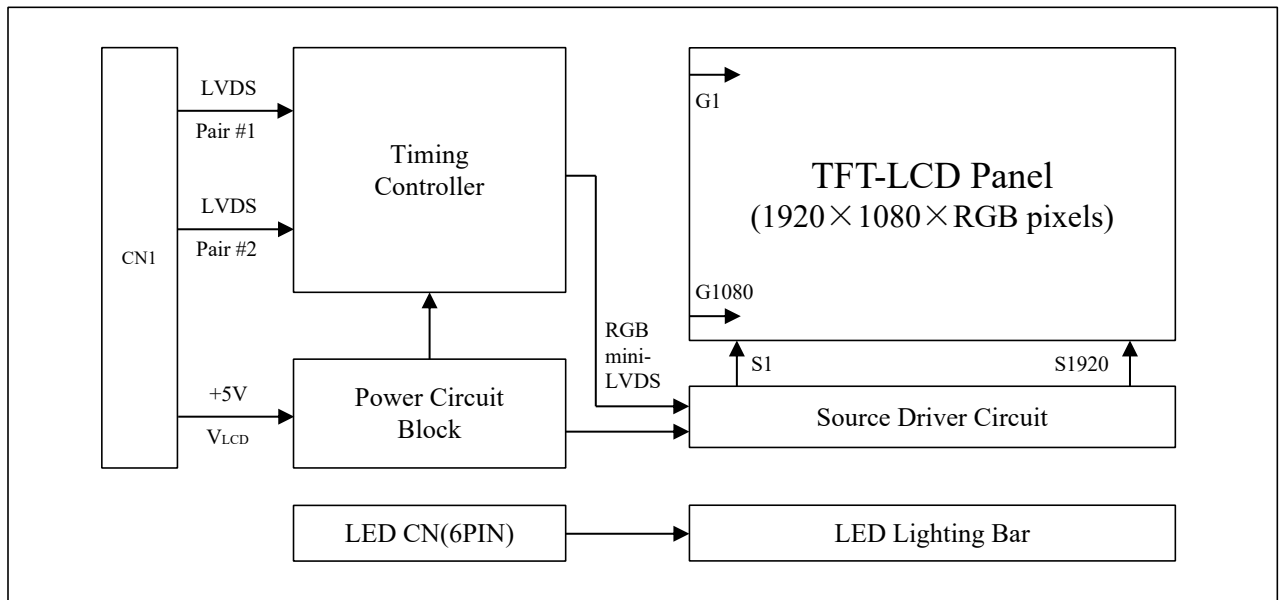 CN1
LVDS
Pair #1
LVDS
Pair #2
+5V
VLCD
Timing
Controller
Power Circuit
Block
RGB
mini-
LVDS
G1
TFT-LCD Panel
(1920×1080×RGB pixels)
G1080
S1
S1920
Source Driver Circuit
LED CN(6PIN)
LED Lighting Bar